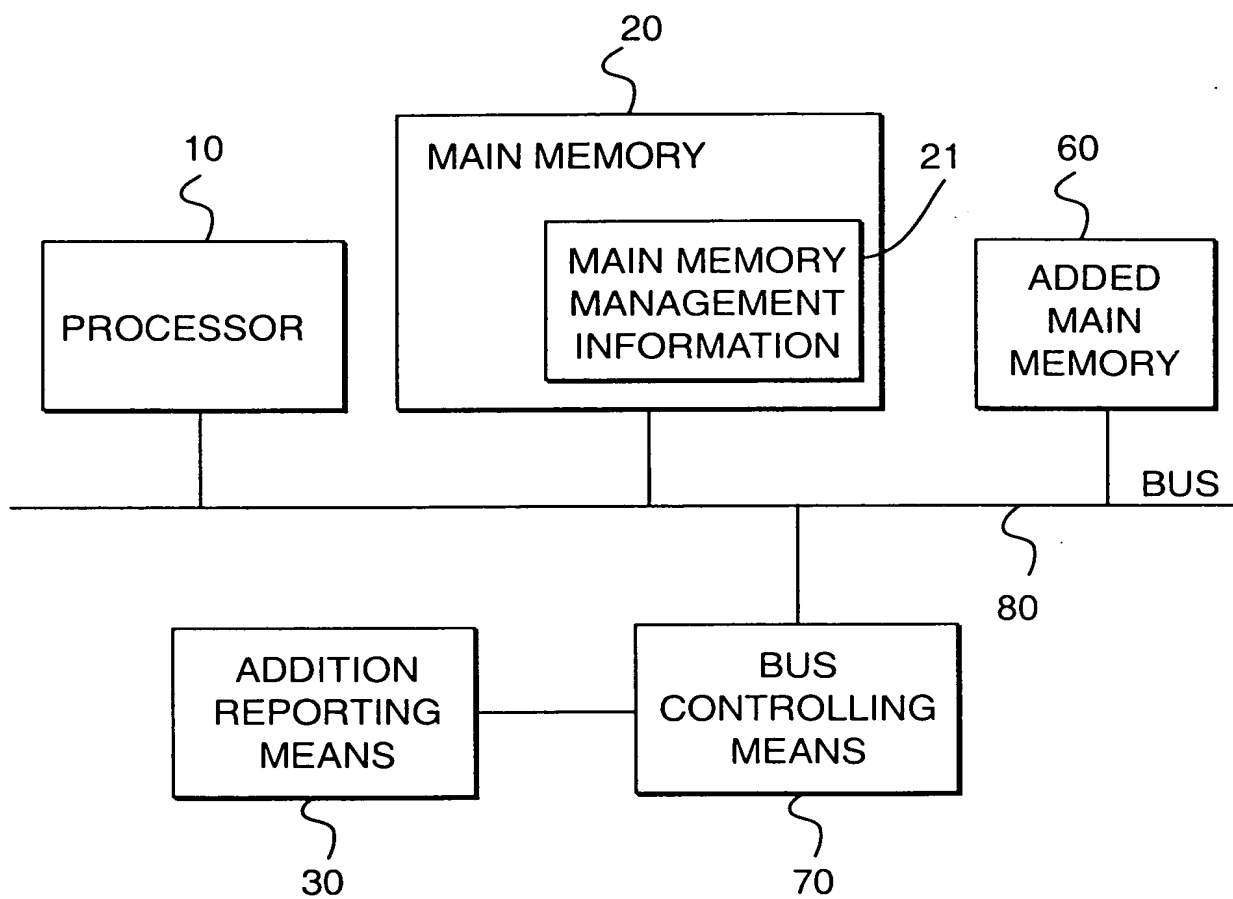 20
10
MAIN MEMORY
21
60
PROCESSOR
MAIN MEMORY
MANAGEMENT
INFORMATION
ADDED
MAIN
MEMORY
BUS
80
ADDITION
REPORTING
MEANS
BUS
CONTROLLING
MEANS
30
70